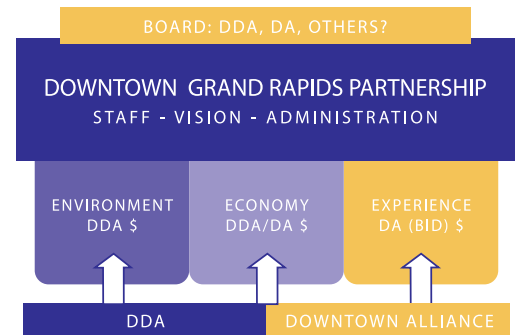 BOARD: DDA, DA, OTHERS?
DOWNTOWN GRAND RAPIDS PARTNERSHIP
STAFF - VISION - ADMINISTRATION
ENVIRONMENT
DDA $
ECONOMY
DDA/DA $
EXPERIENCE
DA (BID) $
DDA
DOWNTOWN ALLIANCE